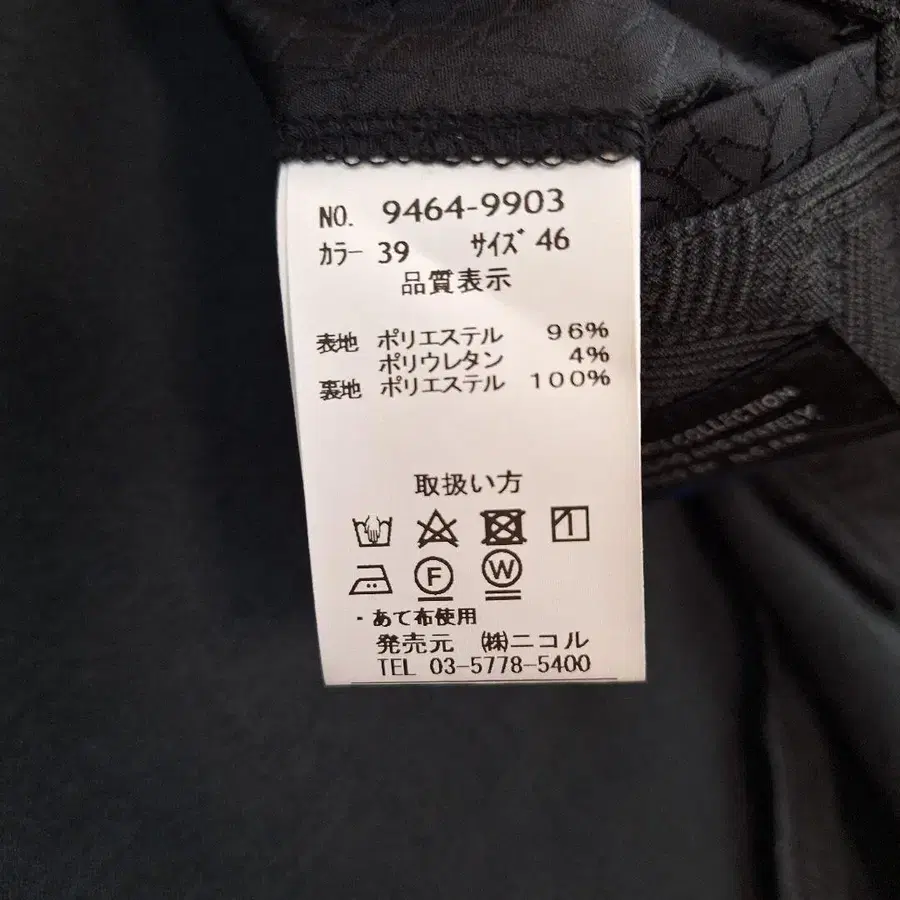 NO. 9464-9903
カラー 39 サイズ 46
品質表示
表地 ポリエステル 96%
ポリウレタン 4%
裏地 ポリエステル 100%
取扱い方
F W
・あて布使用
発売元 ㈱ニコル
TEL 03-5778-5400
COLLECTION